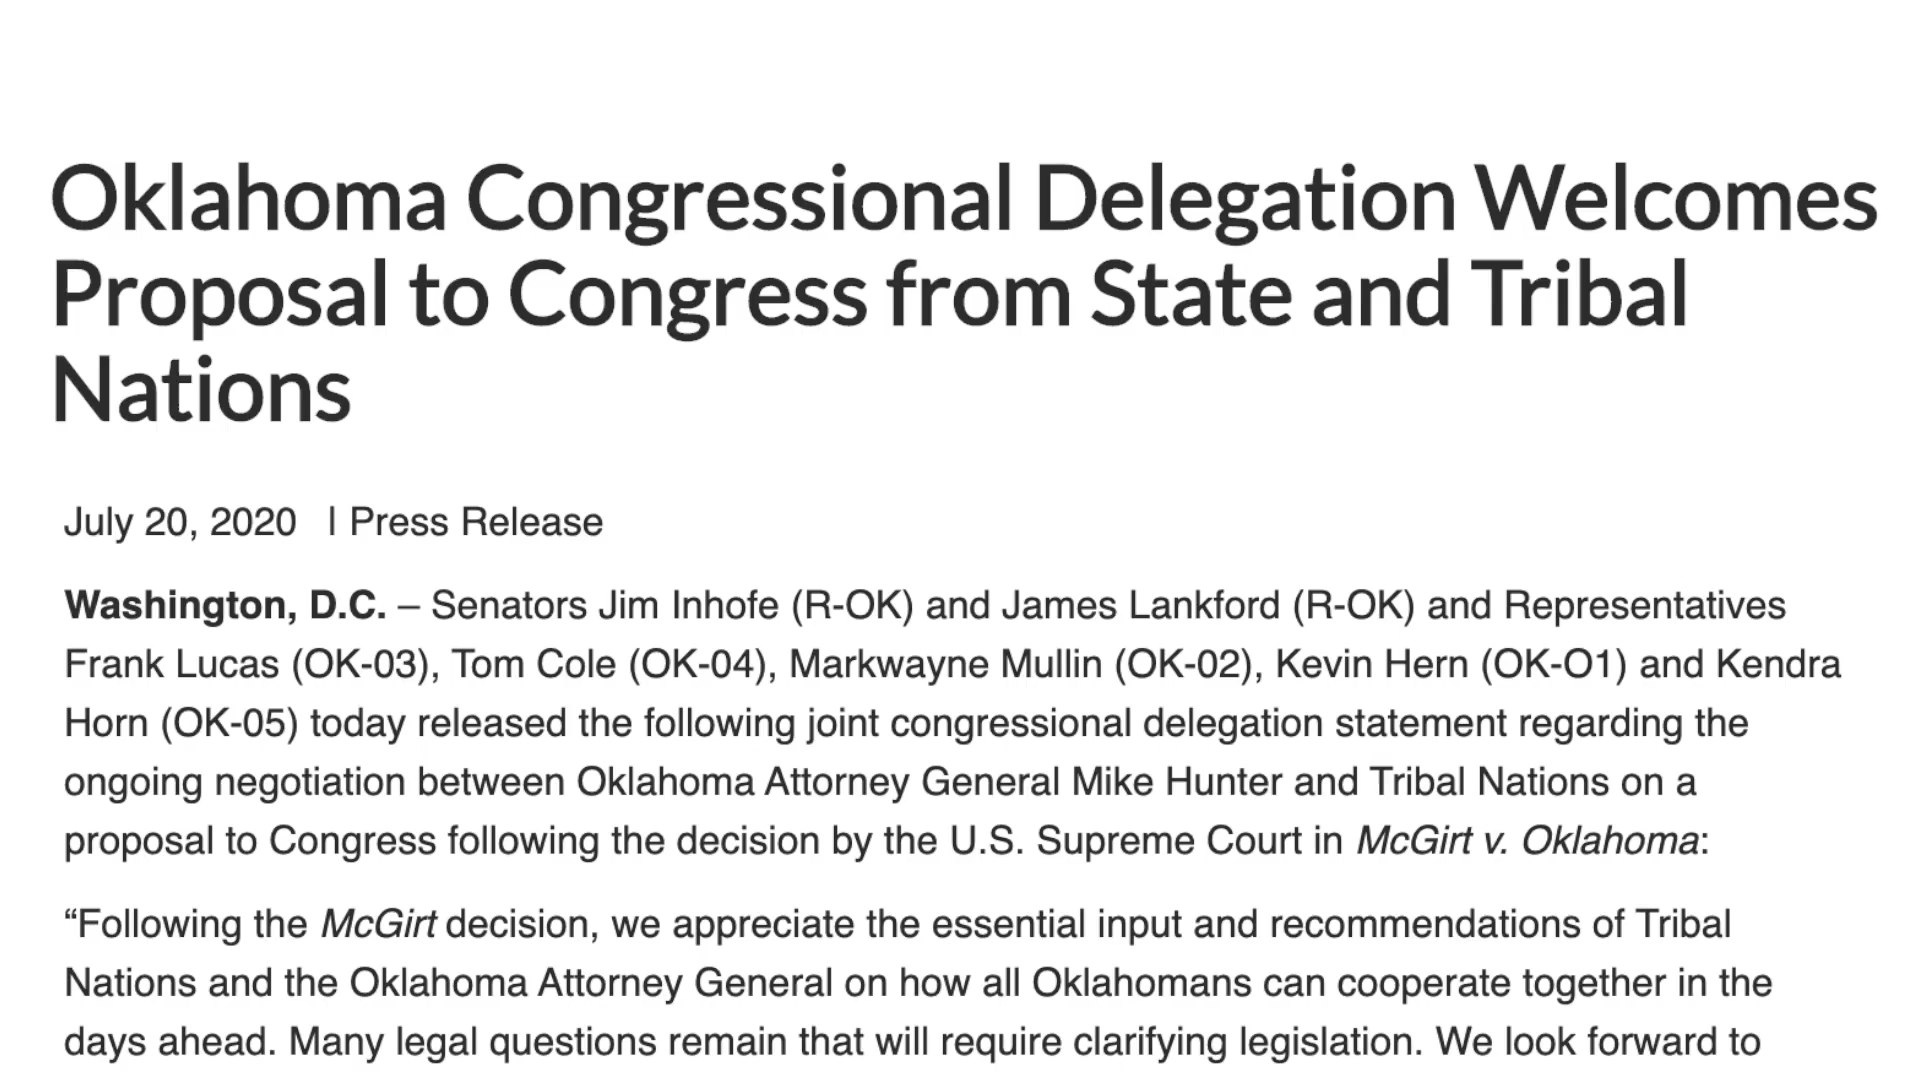 Oklahoma Congressional Delegation Welcomes
Proposal to Congress from State and Tribal
Nations
July 20, 2020 | Press Release
Washington, D.C. – Senators Jim Inhofe (R-OK) and James Lankford (R-OK) and Representatives
Frank Lucas (OK-03), Tom Cole (OK-04), Markwayne Mullin (OK-02), Kevin Hern (OK-O1) and Kendra
Horn (OK-05) today released the following joint congressional delegation statement regarding the
ongoing negotiation between Oklahoma Attorney General Mike Hunter and Tribal Nations on a
proposal to Congress following the decision by the U.S. Supreme Court in McGirt v. Oklahoma:
“Following the McGirt decision, we appreciate the essential input and recommendations of Tribal
Nations and the Oklahoma Attorney General on how all Oklahomans can cooperate together in the
days ahead. Many legal questions remain that will require clarifying legislation. We look forward to